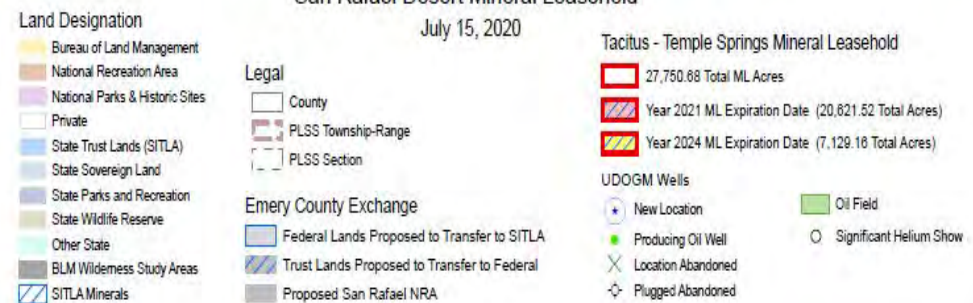 San Rafael Desert Mineral Leasehold
July 15, 2020
Land Designation
Bureau of Land Management
National Recreation Area
National Parks & Historic Sites
Private
State Trust Lands (SITLA)
State Sovereign Land
State Parks and Recreation
State Wildlife Reserve
Other State
BLM Wilderness Study Areas
SITLA Minerals
Legal
County
PLSS Township-Range
PLSS Section
Emery County Exchange
Federal Lands Proposed to Transfer to SITLA
Trust Lands Proposed to Transfer to Federal
Proposed San Rafael NRA
Tacitus - Temple Springs Mineral Leasehold
27,750.68 Total ML Acres
Year 2021 ML Expiration Date (20,621.52 Total Acres)
Year 2024 ML Expiration Date (7,129.16 Total Acres)
UDOGM Wells
New Location
Producing Oil Well
Location Abandoned
Plugged Abandoned
Oil Field
Significant Helium Show